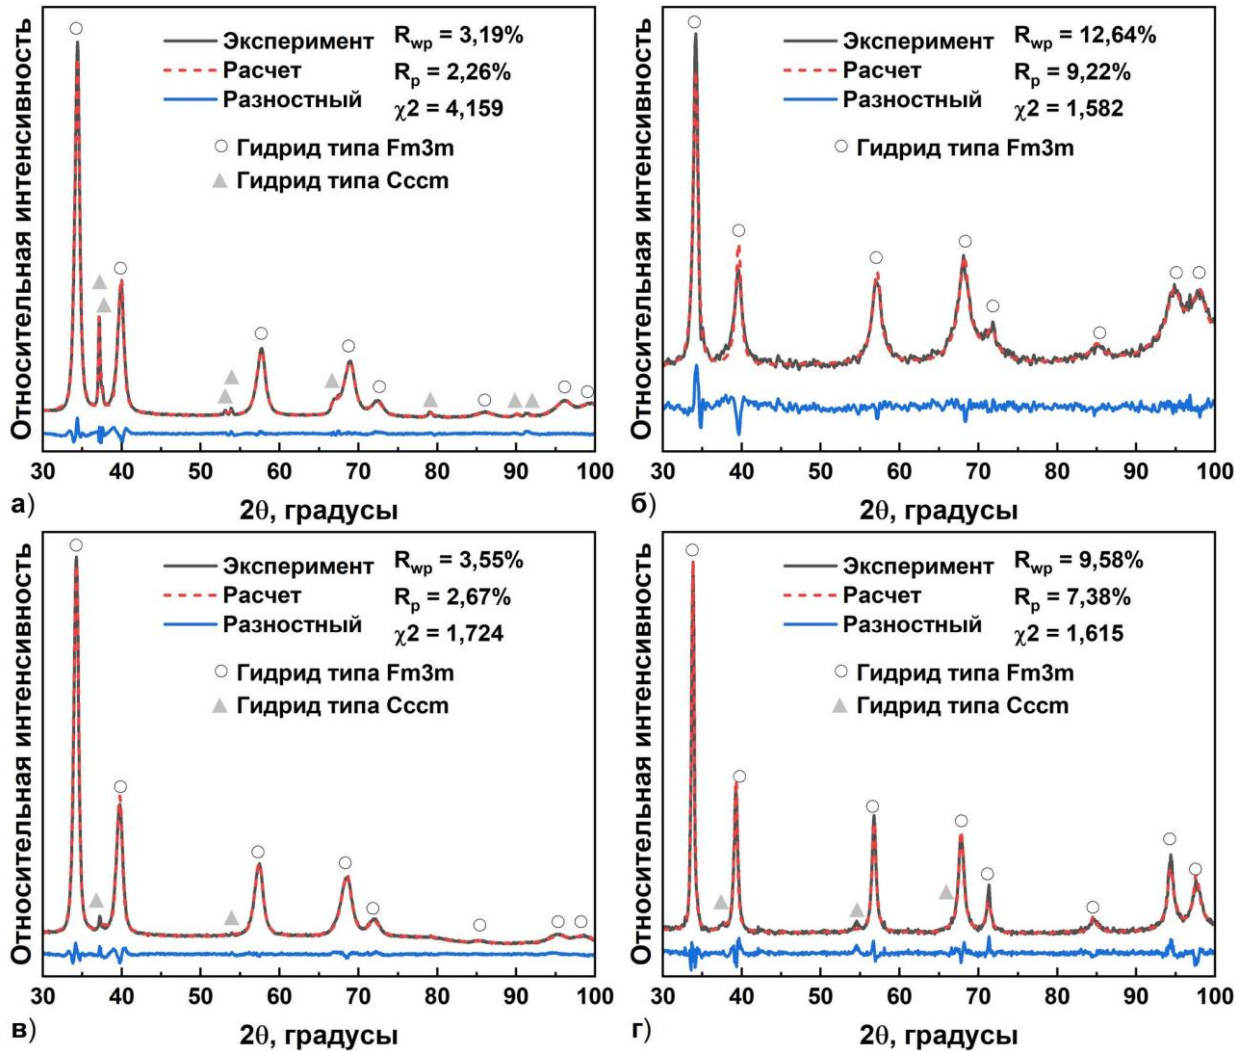 Относительная интенсивность
Эксперимент
Расчет
Разностный
R_wp = 3,19%
R_p = 2,26%
χ2 = 4,159
Гидрид типа Fm3m
Гидрид типа Cccm
30 40 50 60 70 80 90 100
2θ, градусы
а)
Относительная интенсивность
Эксперимент
Расчет
Разностный
R_wp = 12,64%
R_p = 9,22%
χ2 = 1,582
Гидрид типа Fm3m
30 40 50 60 70 80 90 100
2θ, градусы
б)
Относительная интенсивность
Эксперимент
Расчет
Разностный
R_wp = 3,55%
R_p = 2,67%
χ2 = 1,724
Гидрид типа Fm3m
Гидрид типа Cccm
30 40 50 60 70 80 90 100
2θ, градусы
в)
Относительная интенсивность
Эксперимент
Расчет
Разностный
R_wp = 9,58%
R_p = 7,38%
χ2 = 1,615
Гидрид типа Fm3m
Гидрид типа Cccm
30 40 50 60 70 80 90 100
2θ, градусы
г)